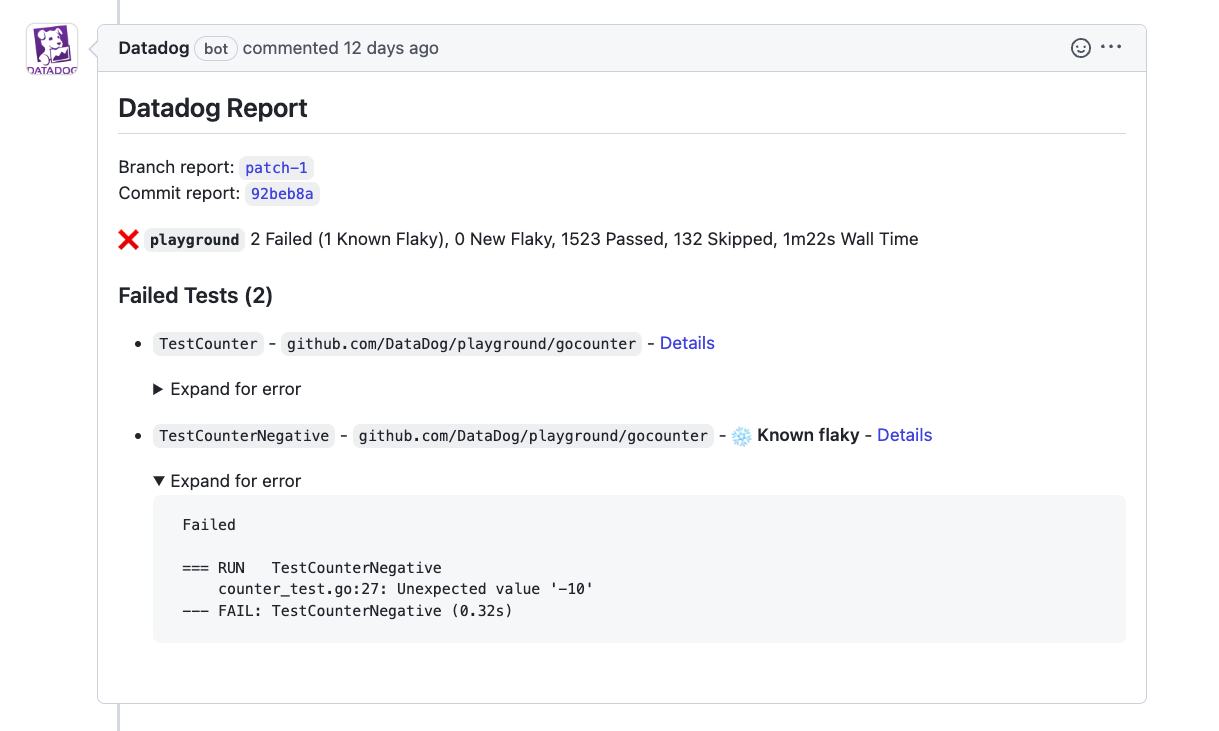 DATADOG
Datadog bot commented 12 days ago
Datadog Report
Branch report: patch-1
Commit report: 92beb8a
playground 2 Failed (1 Known Flaky), 0 New Flaky, 1523 Passed, 132 Skipped, 1m22s Wall Time
Failed Tests (2)
TestCounter - github.com/DataDog/playground/gocounter - Details
Expand for error
TestCounterNegative - github.com/DataDog/playground/gocounter - Known flaky - Details
Expand for error
Failed
=== RUN   TestCounterNegative
counter_test.go:27: Unexpected value '-10'
--- FAIL: TestCounterNegative (0.32s)